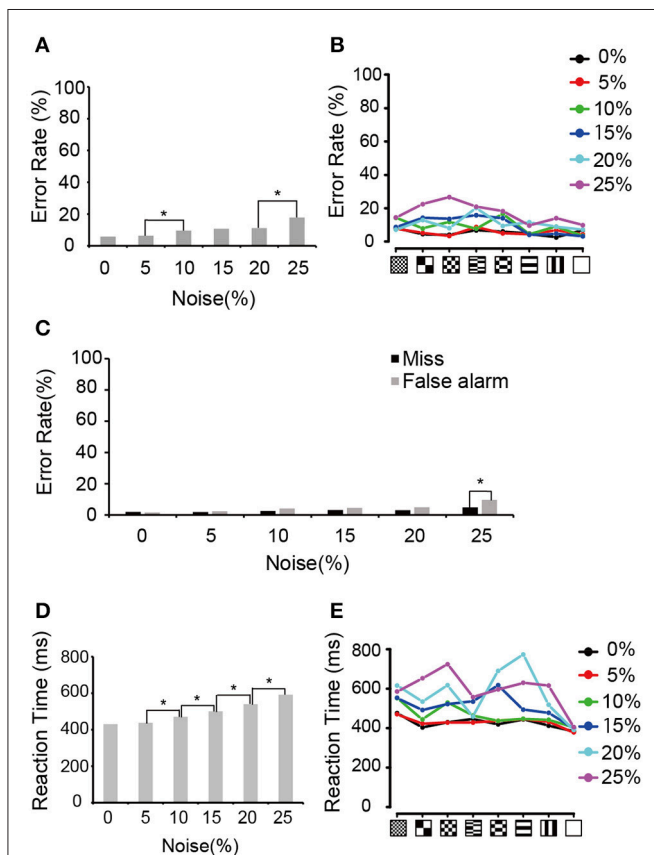 A
Error Rate (%)
100
80
60
40
20
0
*
*
0 5 10 15 20 25
Noise(%)
B
Error Rate (%)
100
80
60
40
20
0
0%
5%
10%
15%
20%
25%
C
Error Rate(%)
100
80
60
40
20
0
Miss
False alarm
*
0 5 10 15 20 25
Noise(%)
D
Reaction Time (ms)
800
600
400
200
0
*
*
*
*
0 5 10 15 20 25
Noise(%)
E
Reaction Time (ms)
800
600
400
200
0
0%
5%
10%
15%
20%
25%